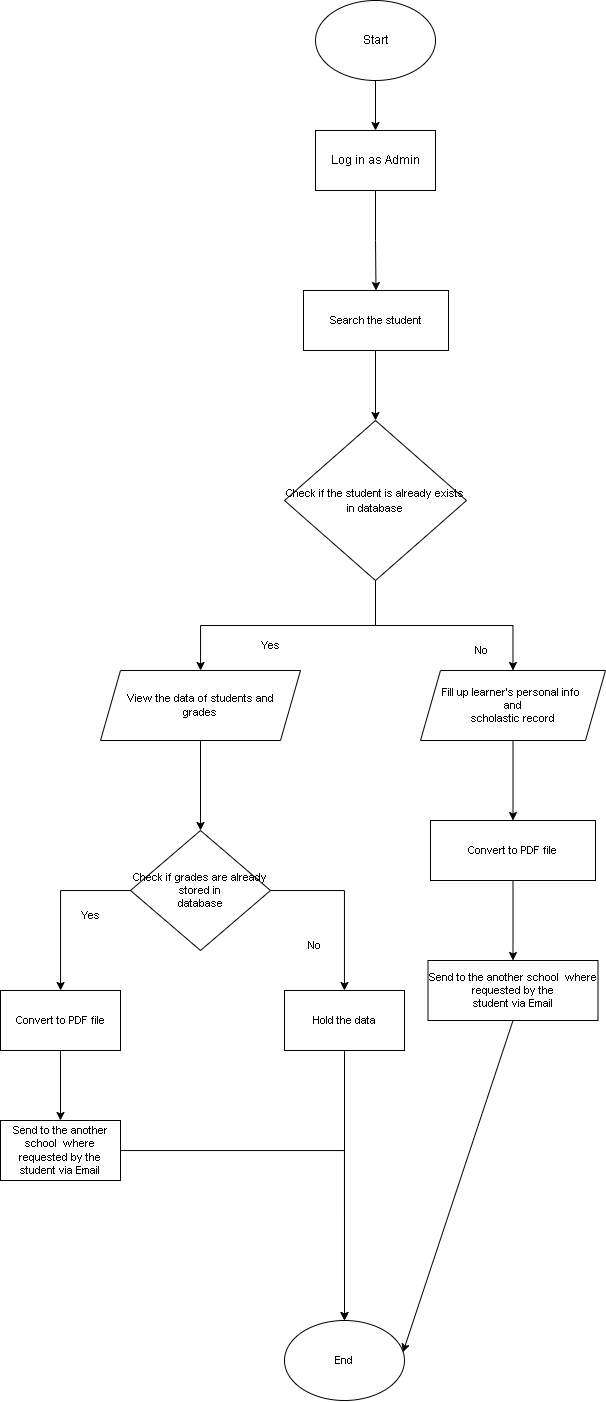 Start
Log in as Admin
Search the student
Check if the student is already exists
in database
Yes
No
View the data of students and
grades
Fill up learner's personal info
and
scholastic record
Check if grades are already
stored in
database
Convert to PDF file
Yes
No
Send to the another school  where
requested by the
student via Email
Convert to PDF file
Hold the data
Send to the another
school  where
requested by the
student via Email
End